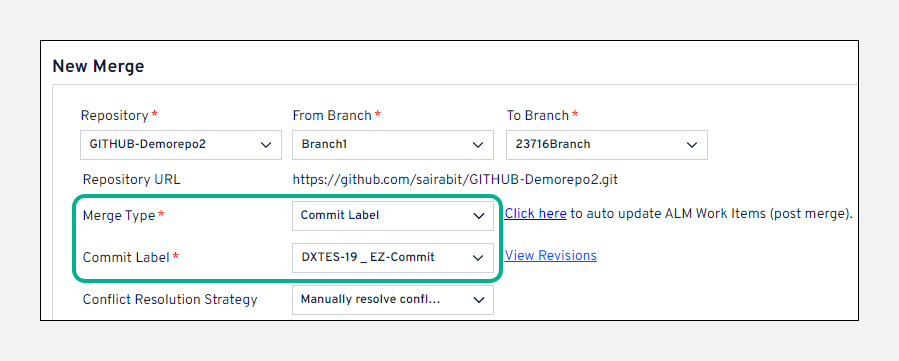 New Merge
Repository * From Branch * To Branch *
GITHUB-Demorepo2 Branch1 23716Branch
Repository URL https://github.com/sairabit/GITHUB-Demorepo2.git
Merge Type * Commit Label Click here to auto update ALM Work Items (post merge).
Commit Label * DXTES-19 _ EZ-Commit View Revisions
Conflict Resolution Strategy Manually resolve confl...